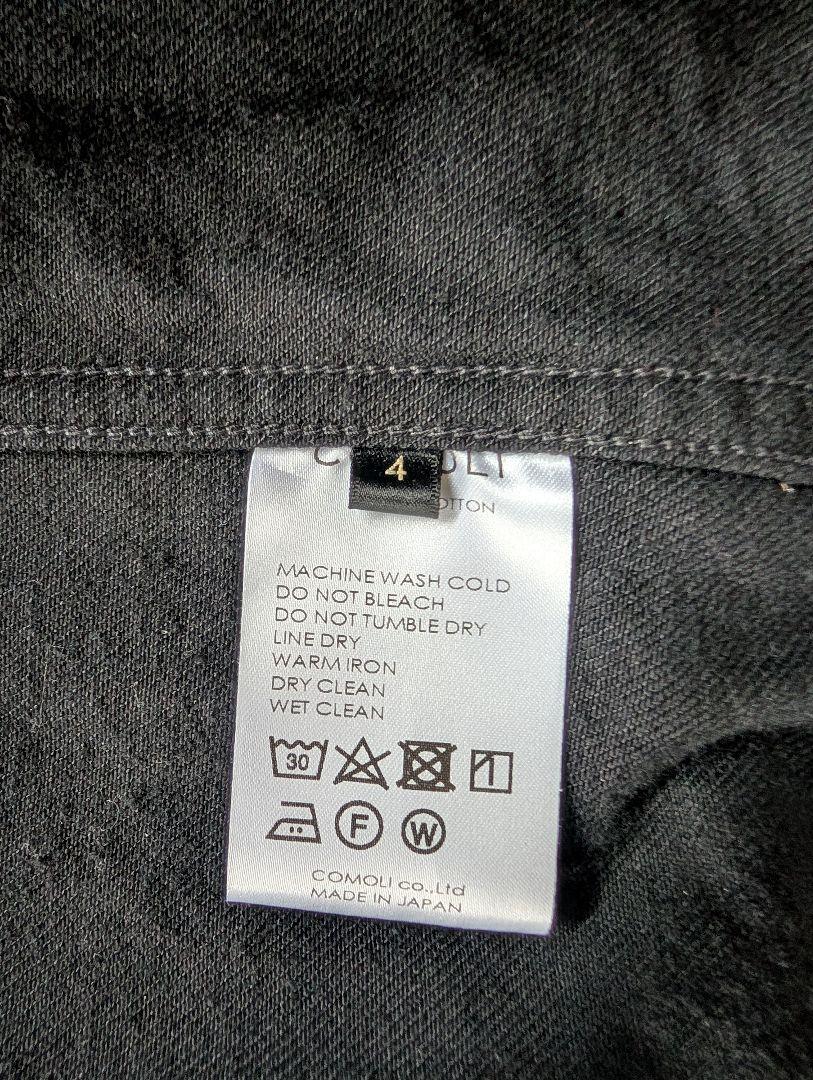 4
MACHINE WASH COLD
DO NOT BLEACH
DO NOT TUMBLE DRY
LINE DRY
WARM IRON
DRY CLEAN
WET CLEAN
30
F W
COMOLI co.,Ltd
MADE IN JAPAN